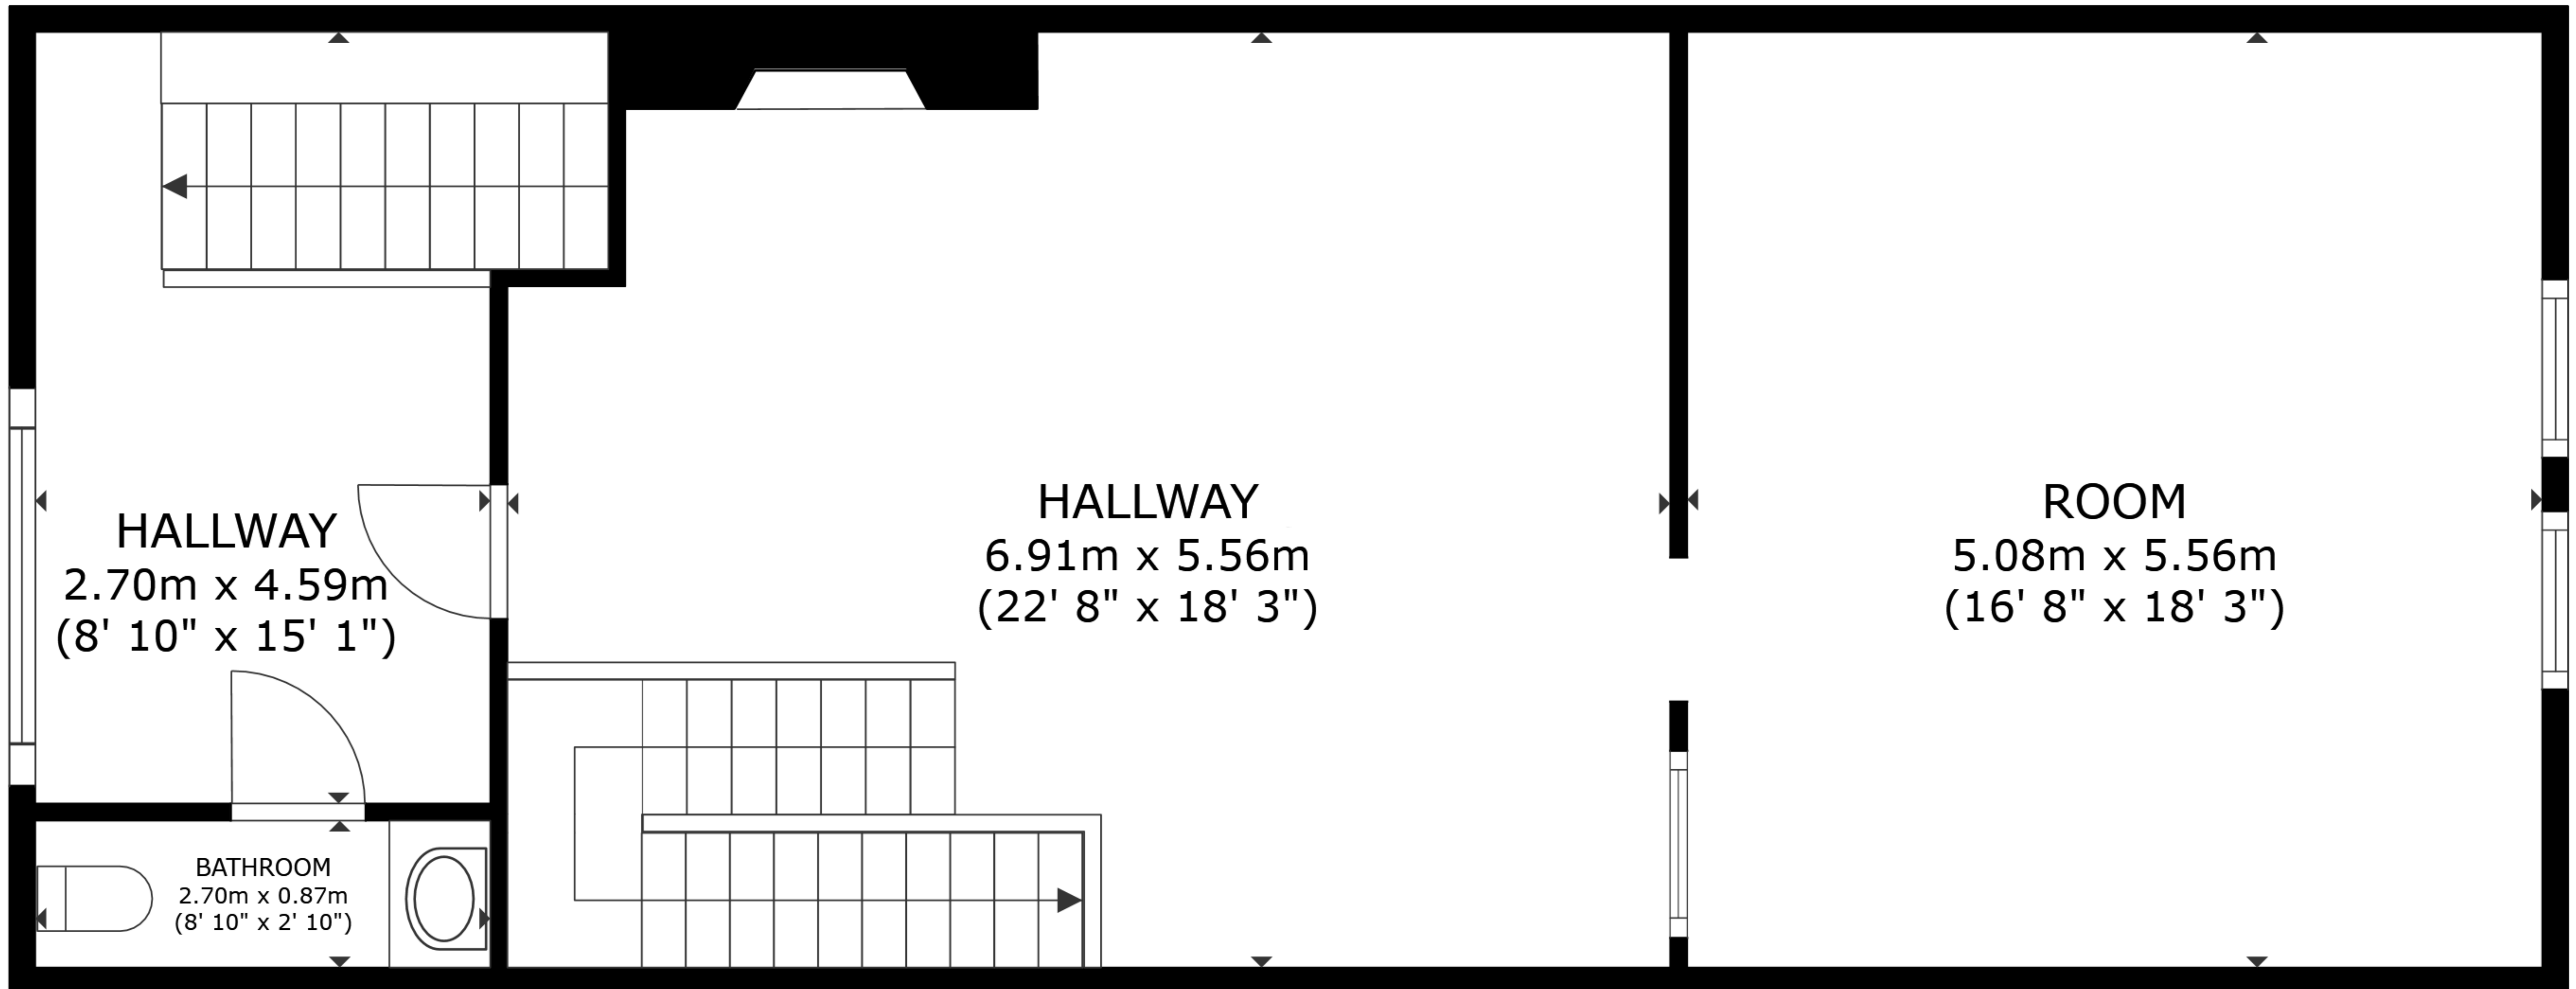 HALLWAY
2.70m x 4.59m
(8' 10" x 15' 1")
HALLWAY
6.91m x 5.56m
(22' 8" x 18' 3")
ROOM
5.08m x 5.56m
(16' 8" x 18' 3")
BATHROOM
2.70m x 0.87m
(8' 10" x 2' 10")